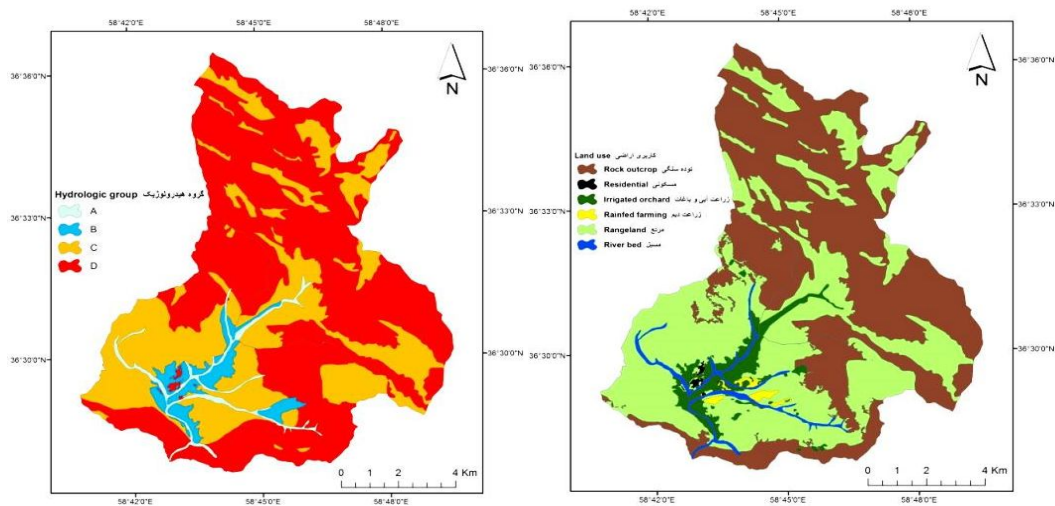 58°42'0"E 58°45'0"E 58°48'0"E
36°36'0"N 36°36'0"N
N
Hydrologic group گروه هیدرولوژیک
A
B
C
D
36°33'0"N 36°33'0"N
36°30'0"N 36°30'0"N
0 1 2 4 Km
58°42'0"E 58°45'0"E 58°48'0"E
58°42'0"E 58°45'0"E 58°48'0"E
36°36'0"N 36°36'0"N
N
Land use کاربری اراضی
Rock outcrop توده سنگی
Residential مسکونی
Irrigated orchard زراعت آبی و باغات
Rainfed farming زراعت دیم
Rangeland مرتع
River bed مسیل
36°33'0"N 36°33'0"N
36°30'0"N 36°30'0"N
0 1 2 4 Km
58°42'0"E 58°45'0"E 58°48'0"E